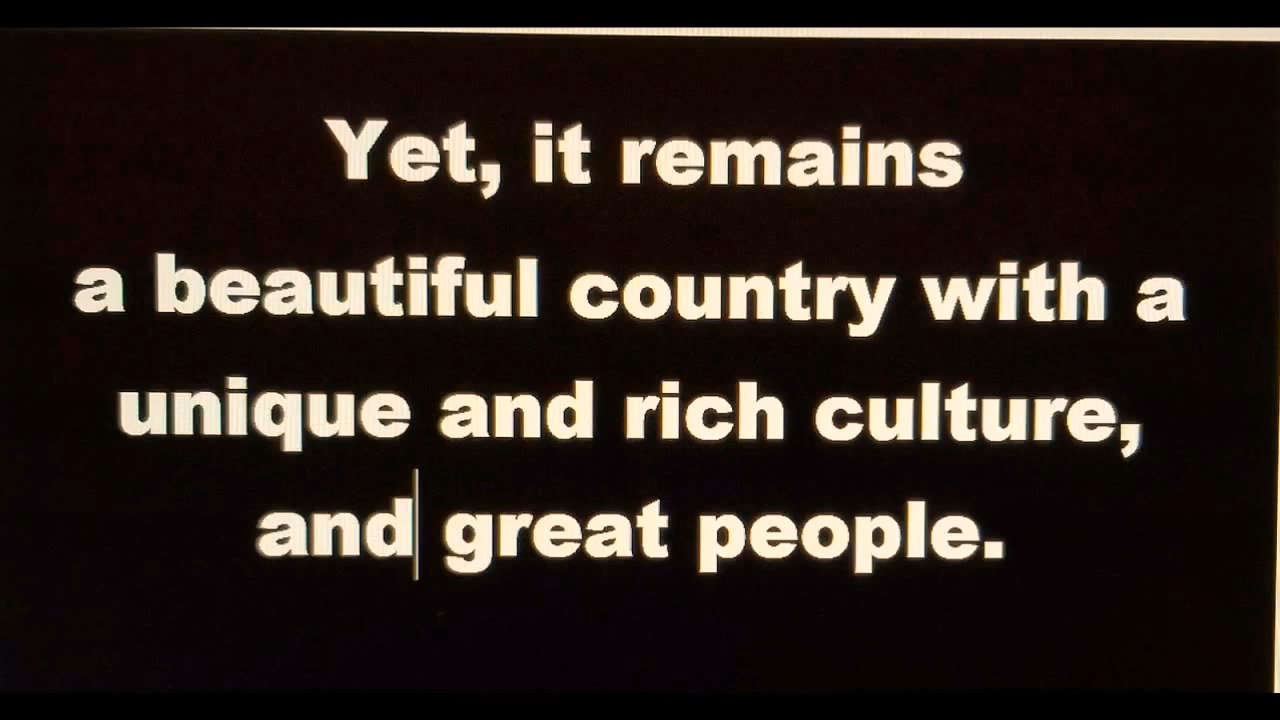 Yet, it remains
a beautiful country with a
unique and rich culture,
and great people.